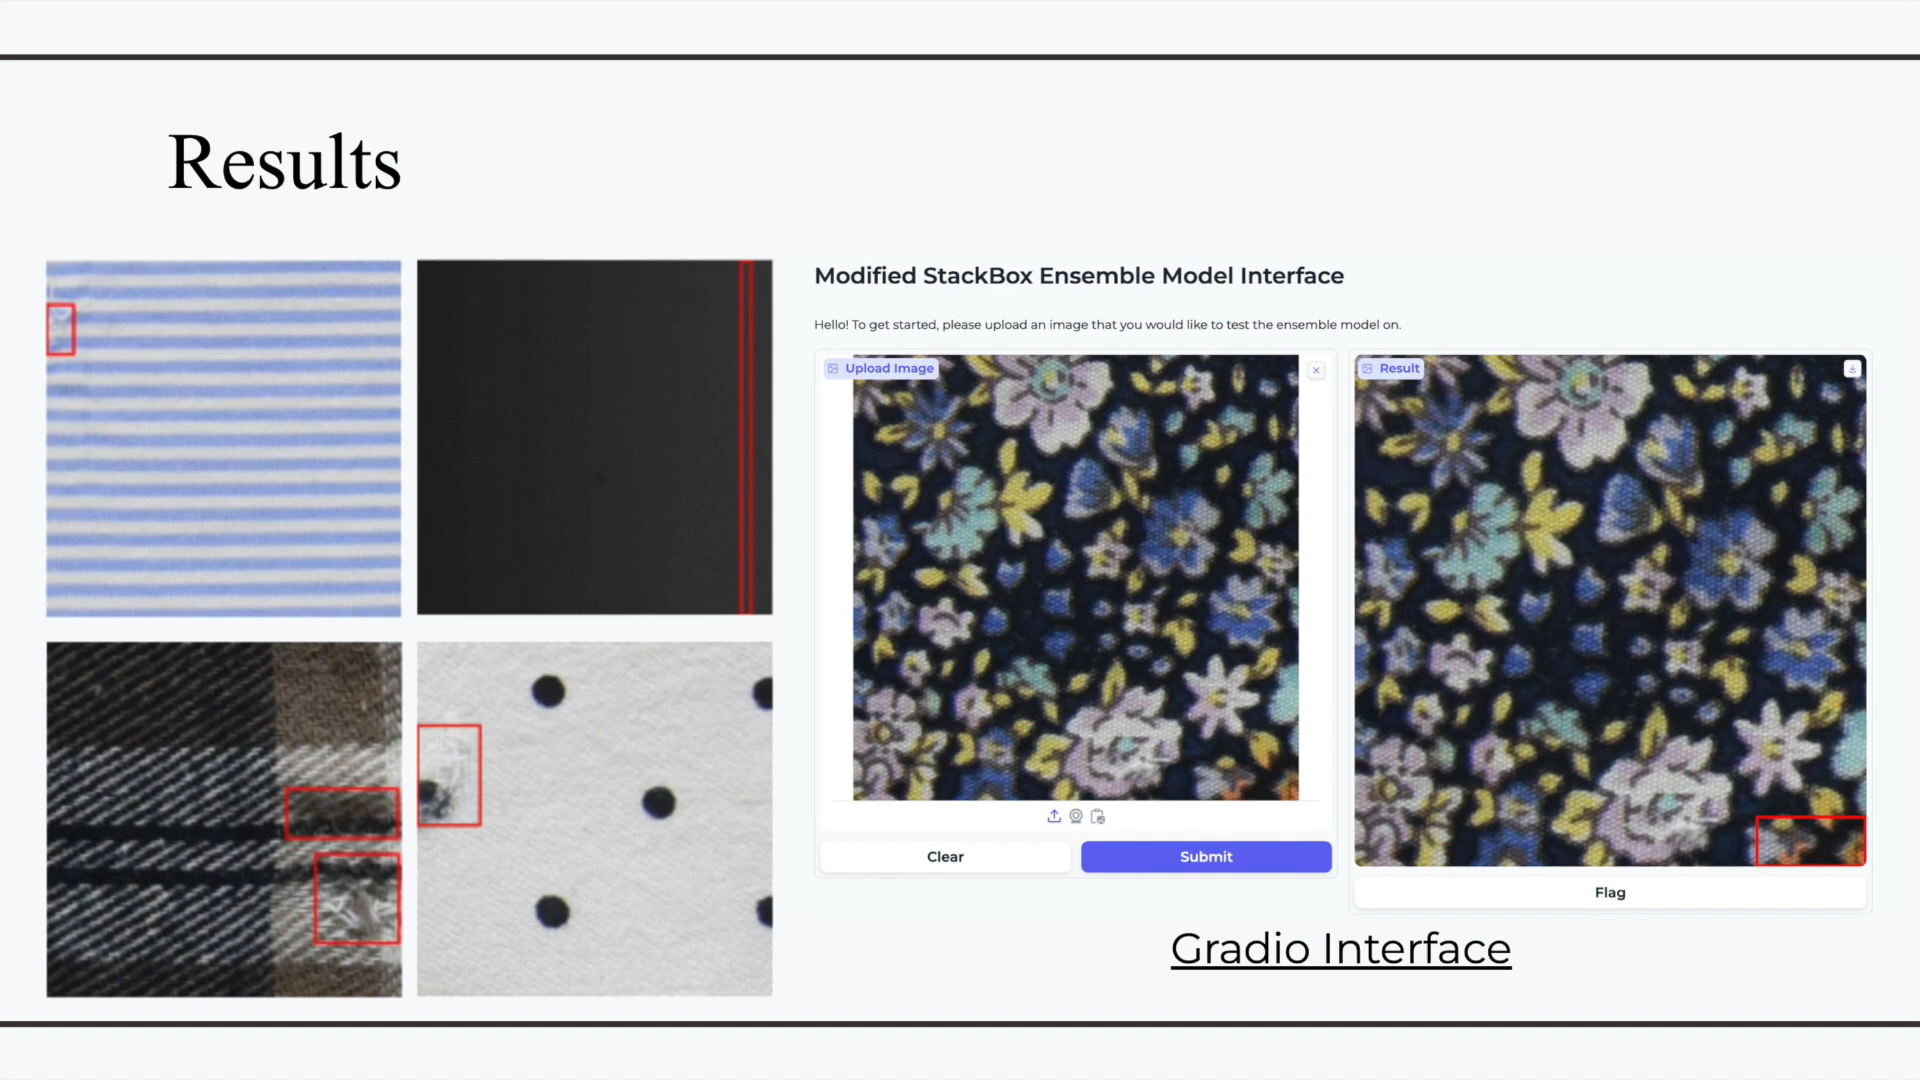 Results
Modified StackBox Ensemble Model Interface
Hello! To get started, please upload an image that you would like to test the ensemble model on.
Upload Image
Result
Clear
Submit
Flag
Gradio Interface